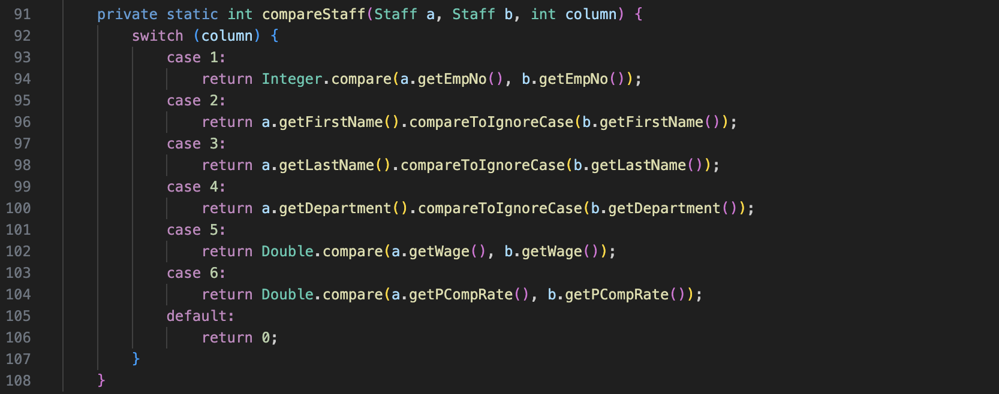 91 private static int compareStaff(Staff a, Staff b, int column) {
92 switch (column) {
93 case 1:
94 return Integer.compare(a.getEmpNo(), b.getEmpNo());
95 case 2:
96 return a.getFirstName().compareToIgnoreCase(b.getFirstName());
97 case 3:
98 return a.getLastName().compareToIgnoreCase(b.getLastName());
99 case 4:
100 return a.getDepartment().compareToIgnoreCase(b.getDepartment());
101 case 5:
102 return Double.compare(a.getWage(), b.getWage());
103 case 6:
104 return Double.compare(a.getPCompRate(), b.getPCompRate());
105 default:
106 return 0;
107 }
108 }